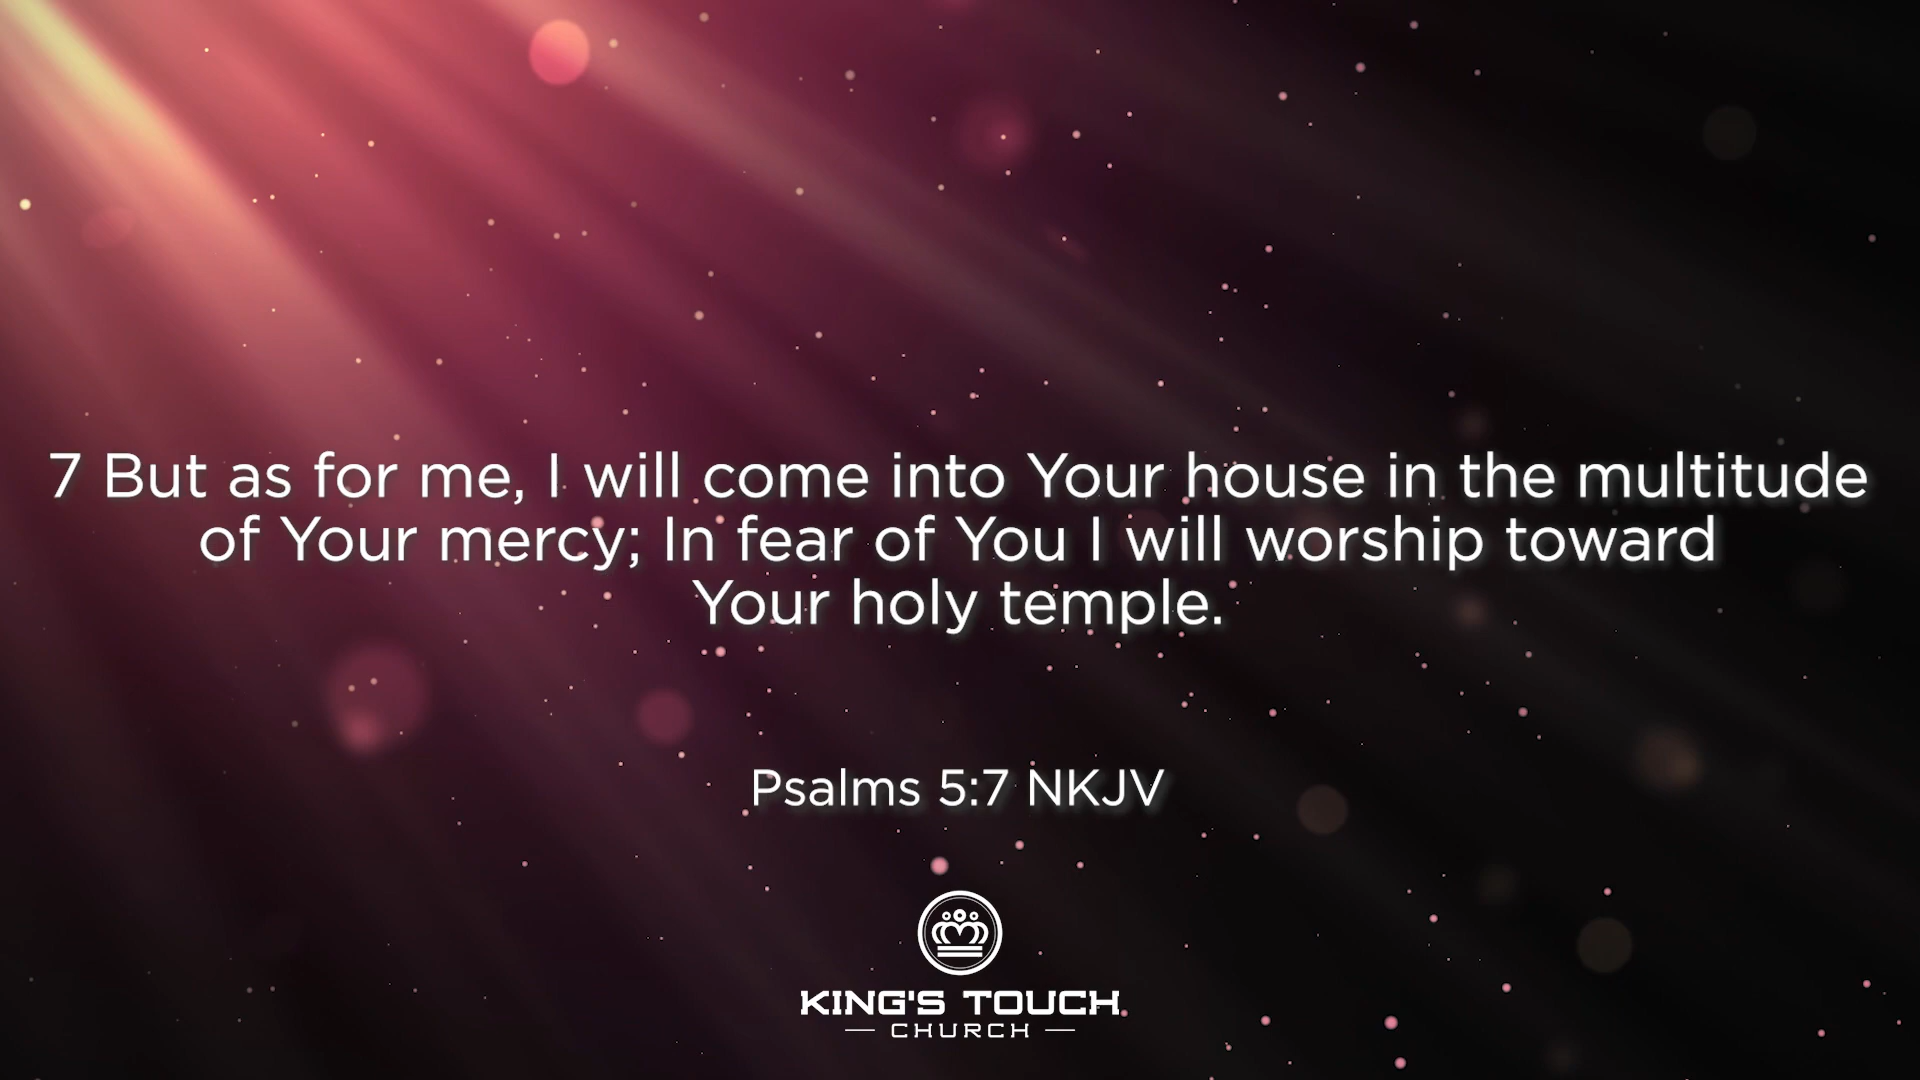 7 But as for me, I will come into Your house in the multitude
of Your mercy; In fear of You I will worship toward
Your holy temple.
Psalms 5:7 NKJV
KING'S TOUCH
CHURCH